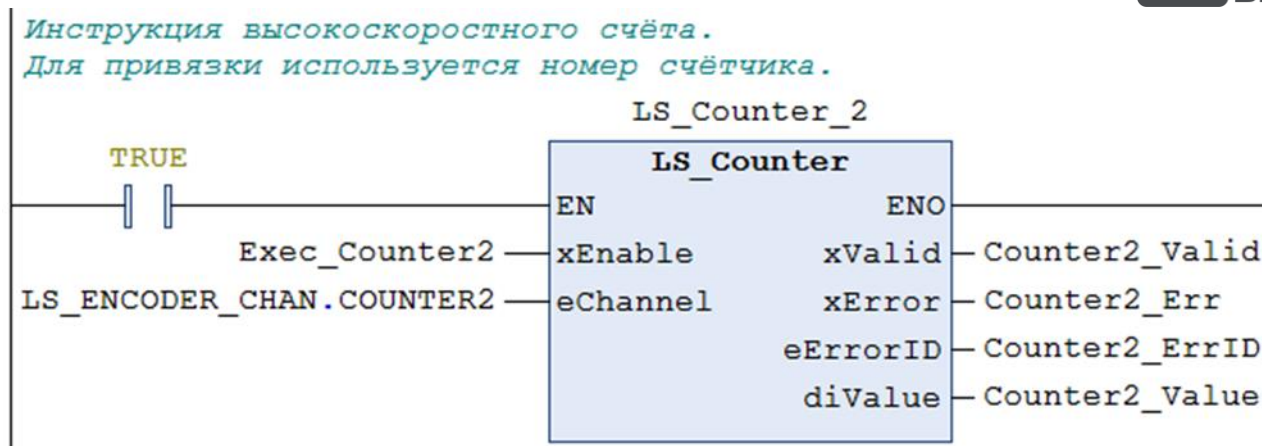 Инструкция высокоскоростного счёта.
Для привязки используется номер счётчика.
LS_Counter_2
TRUE
LS_Counter
EN ENO
Exec_Counter2 xEnable xValid Counter2_Valid
LS_ENCODER_CHAN.COUNTER2 eChannel xError Counter2_Err
eErrorID Counter2_ErrID
diValue Counter2_Value